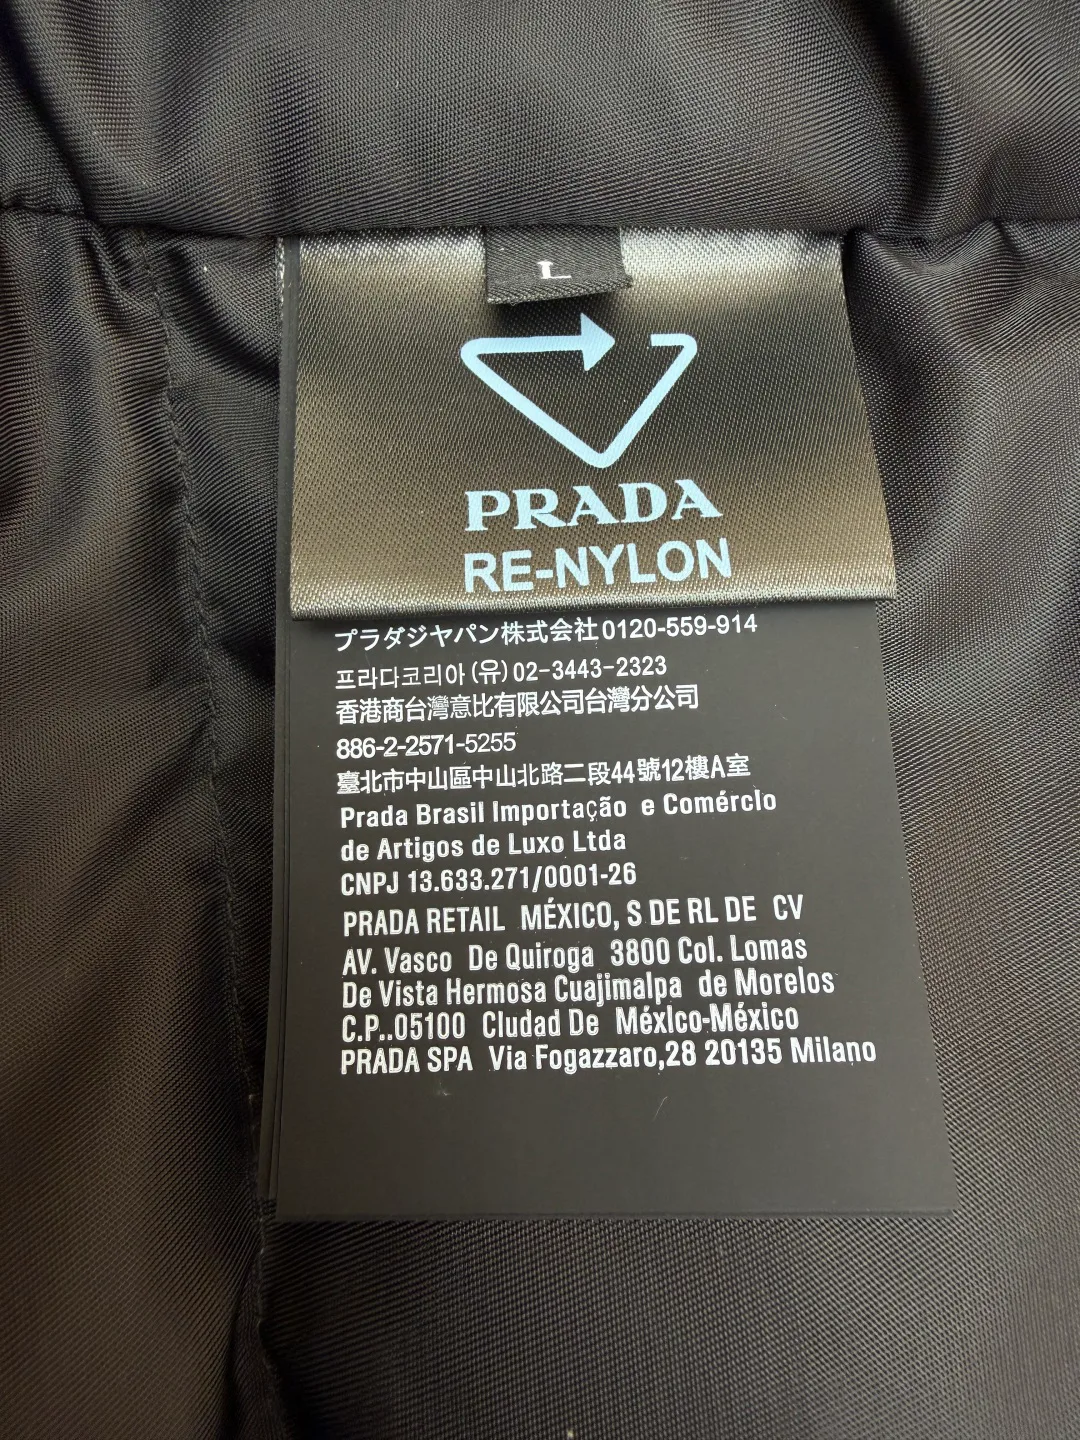 L
PRADA
RE-NYLON
プラダジヤパン株式会社0120-559-914
프라다코리아(유)02-3443-2323
香港商台灣意比有限公司台灣分公司
886-2-2571-5255
臺北市中山區中山北路二段44號12樓A室
Prada Brasil Importação e Comérclo
de Artigos de Luxo Ltda
CNPJ 13.633.271/0001-26
PRADA RETAIL MÉXICO, S DE RL DE CV
AV. Vasco De Quiroga 3800 Col. Lomas
De Vista Hermosa Cuajimalpa de Morelos
C.P..05100 Cludad De Méxlco-México
PRADA SPA Via Fogazzaro,28 20135 Milano